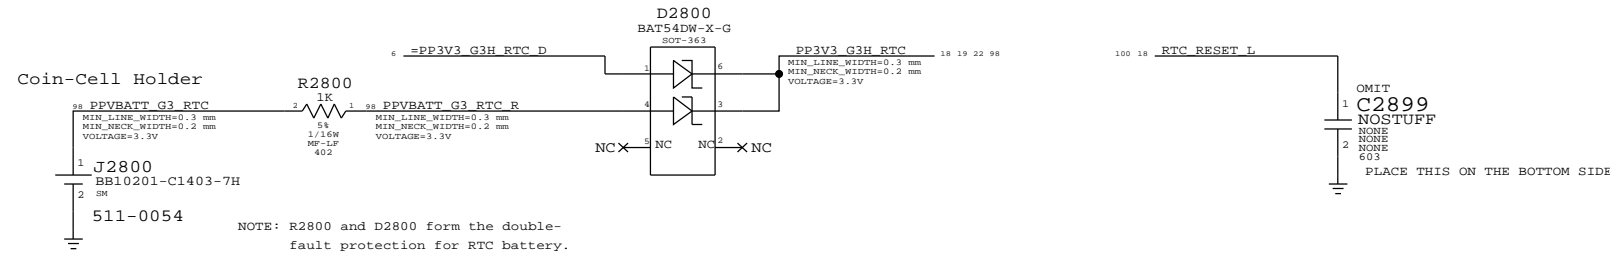 D2800
BAT54DW-X-G
SOT-363
6 =PP3V3_G3H_RTC_D
PP3V3_G3H_RTC 18 19 22 98
MIN_LINE_WIDTH=0.3 mm
MIN_NECK_WIDTH=0.2 mm
VOLTAGE=3.3V
100 18 RTC_RESET_L
1
6
Coin-Cell Holder
R2800
1K
98 PPVBATT_G3_RTC
2
1
98 PPVBATT_G3_RTC_R
4
3
MIN_LINE_WIDTH=0.3 mm
MIN_NECK_WIDTH=0.2 mm
VOLTAGE=3.3V
5%
1/16W
MF-LF
402
MIN_LINE_WIDTH=0.3 mm
MIN_NECK_WIDTH=0.2 mm
VOLTAGE=3.3V
NC
5
NC
NC
2
NC
OMIT
1
C2899
NOSTUFF
NONE
NONE
NONE
2
603
PLACE THIS ON THE BOTTOM SIDE
1
J2800
BB10201-C1403-7H
2
SM
511-0054
NOTE: R2800 and D2800 form the double-
fault protection for RTC battery.